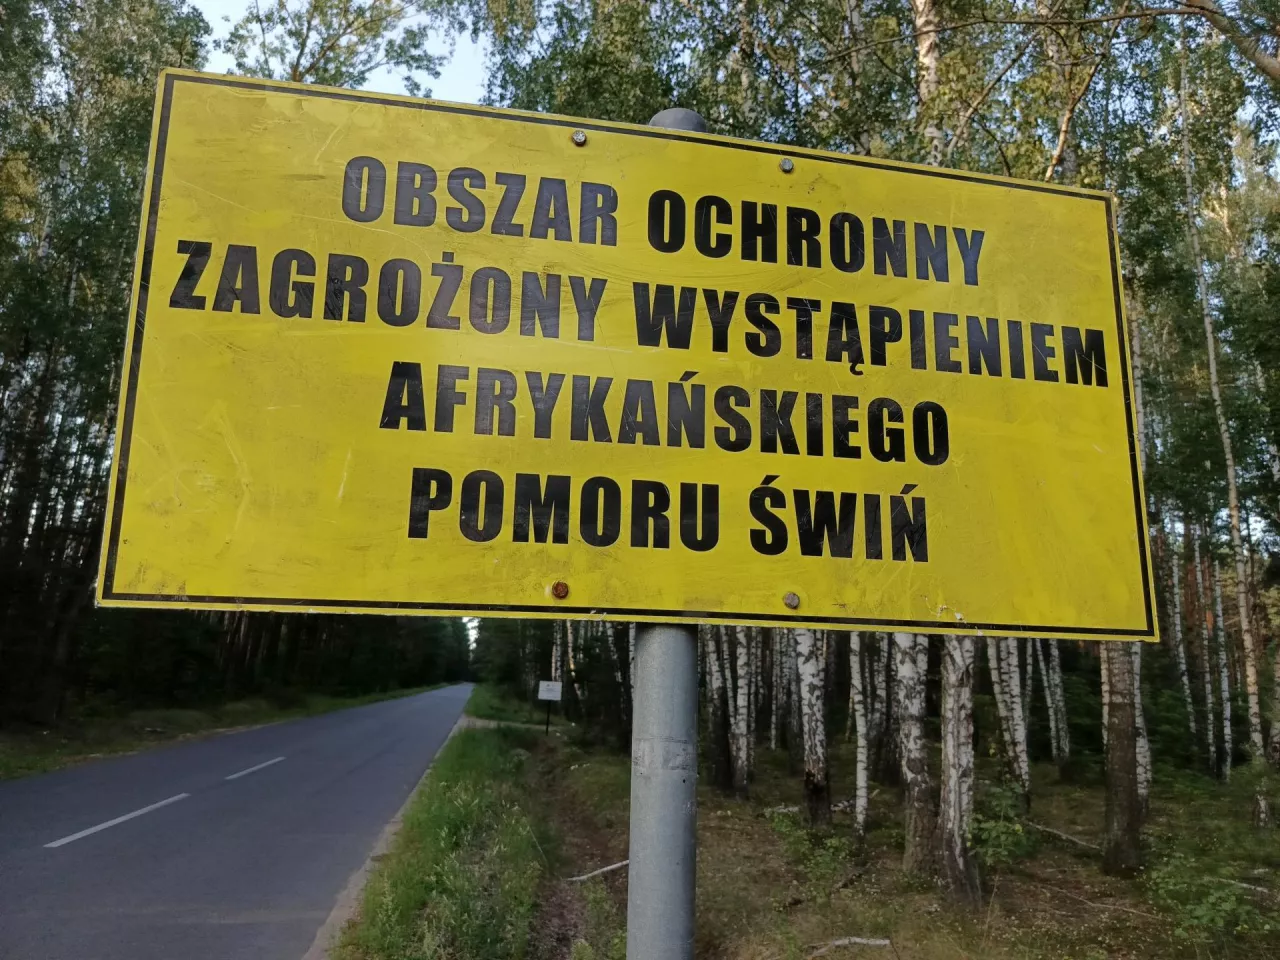 OBSZAR OCHRONNY
ZAGROŻONY WYSTĄPIENIEM
AFRYKAŃSKIEGO
POMORU ŚWIŃ